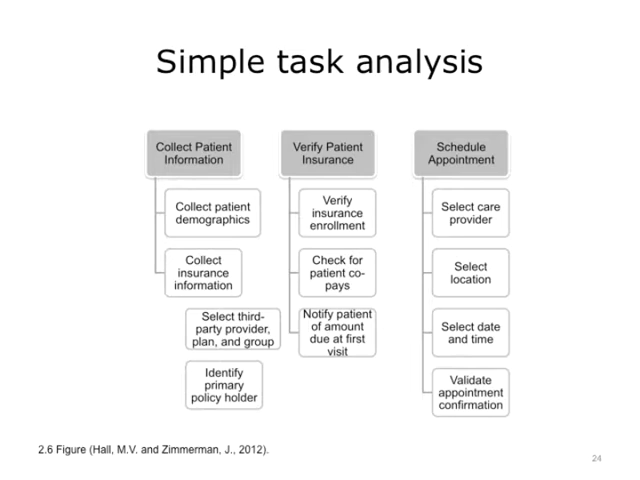 Simple task analysis
Collect Patient
Information
Collect patient
demographics
Collect
insurance
information
Select third-
party provider,
plan, and group
Identify
primary
policy holder
Verify Patient
Insurance
Verify
insurance
enrollment
Check for
patient co-
pays
Notify patient
of amount
due at first
visit
Schedule
Appointment
Select care
provider
Select
location
Select date
and time
Validate
appointment
confirmation
2.6 Figure (Hall, M.V. and Zimmerman, J., 2012).
24